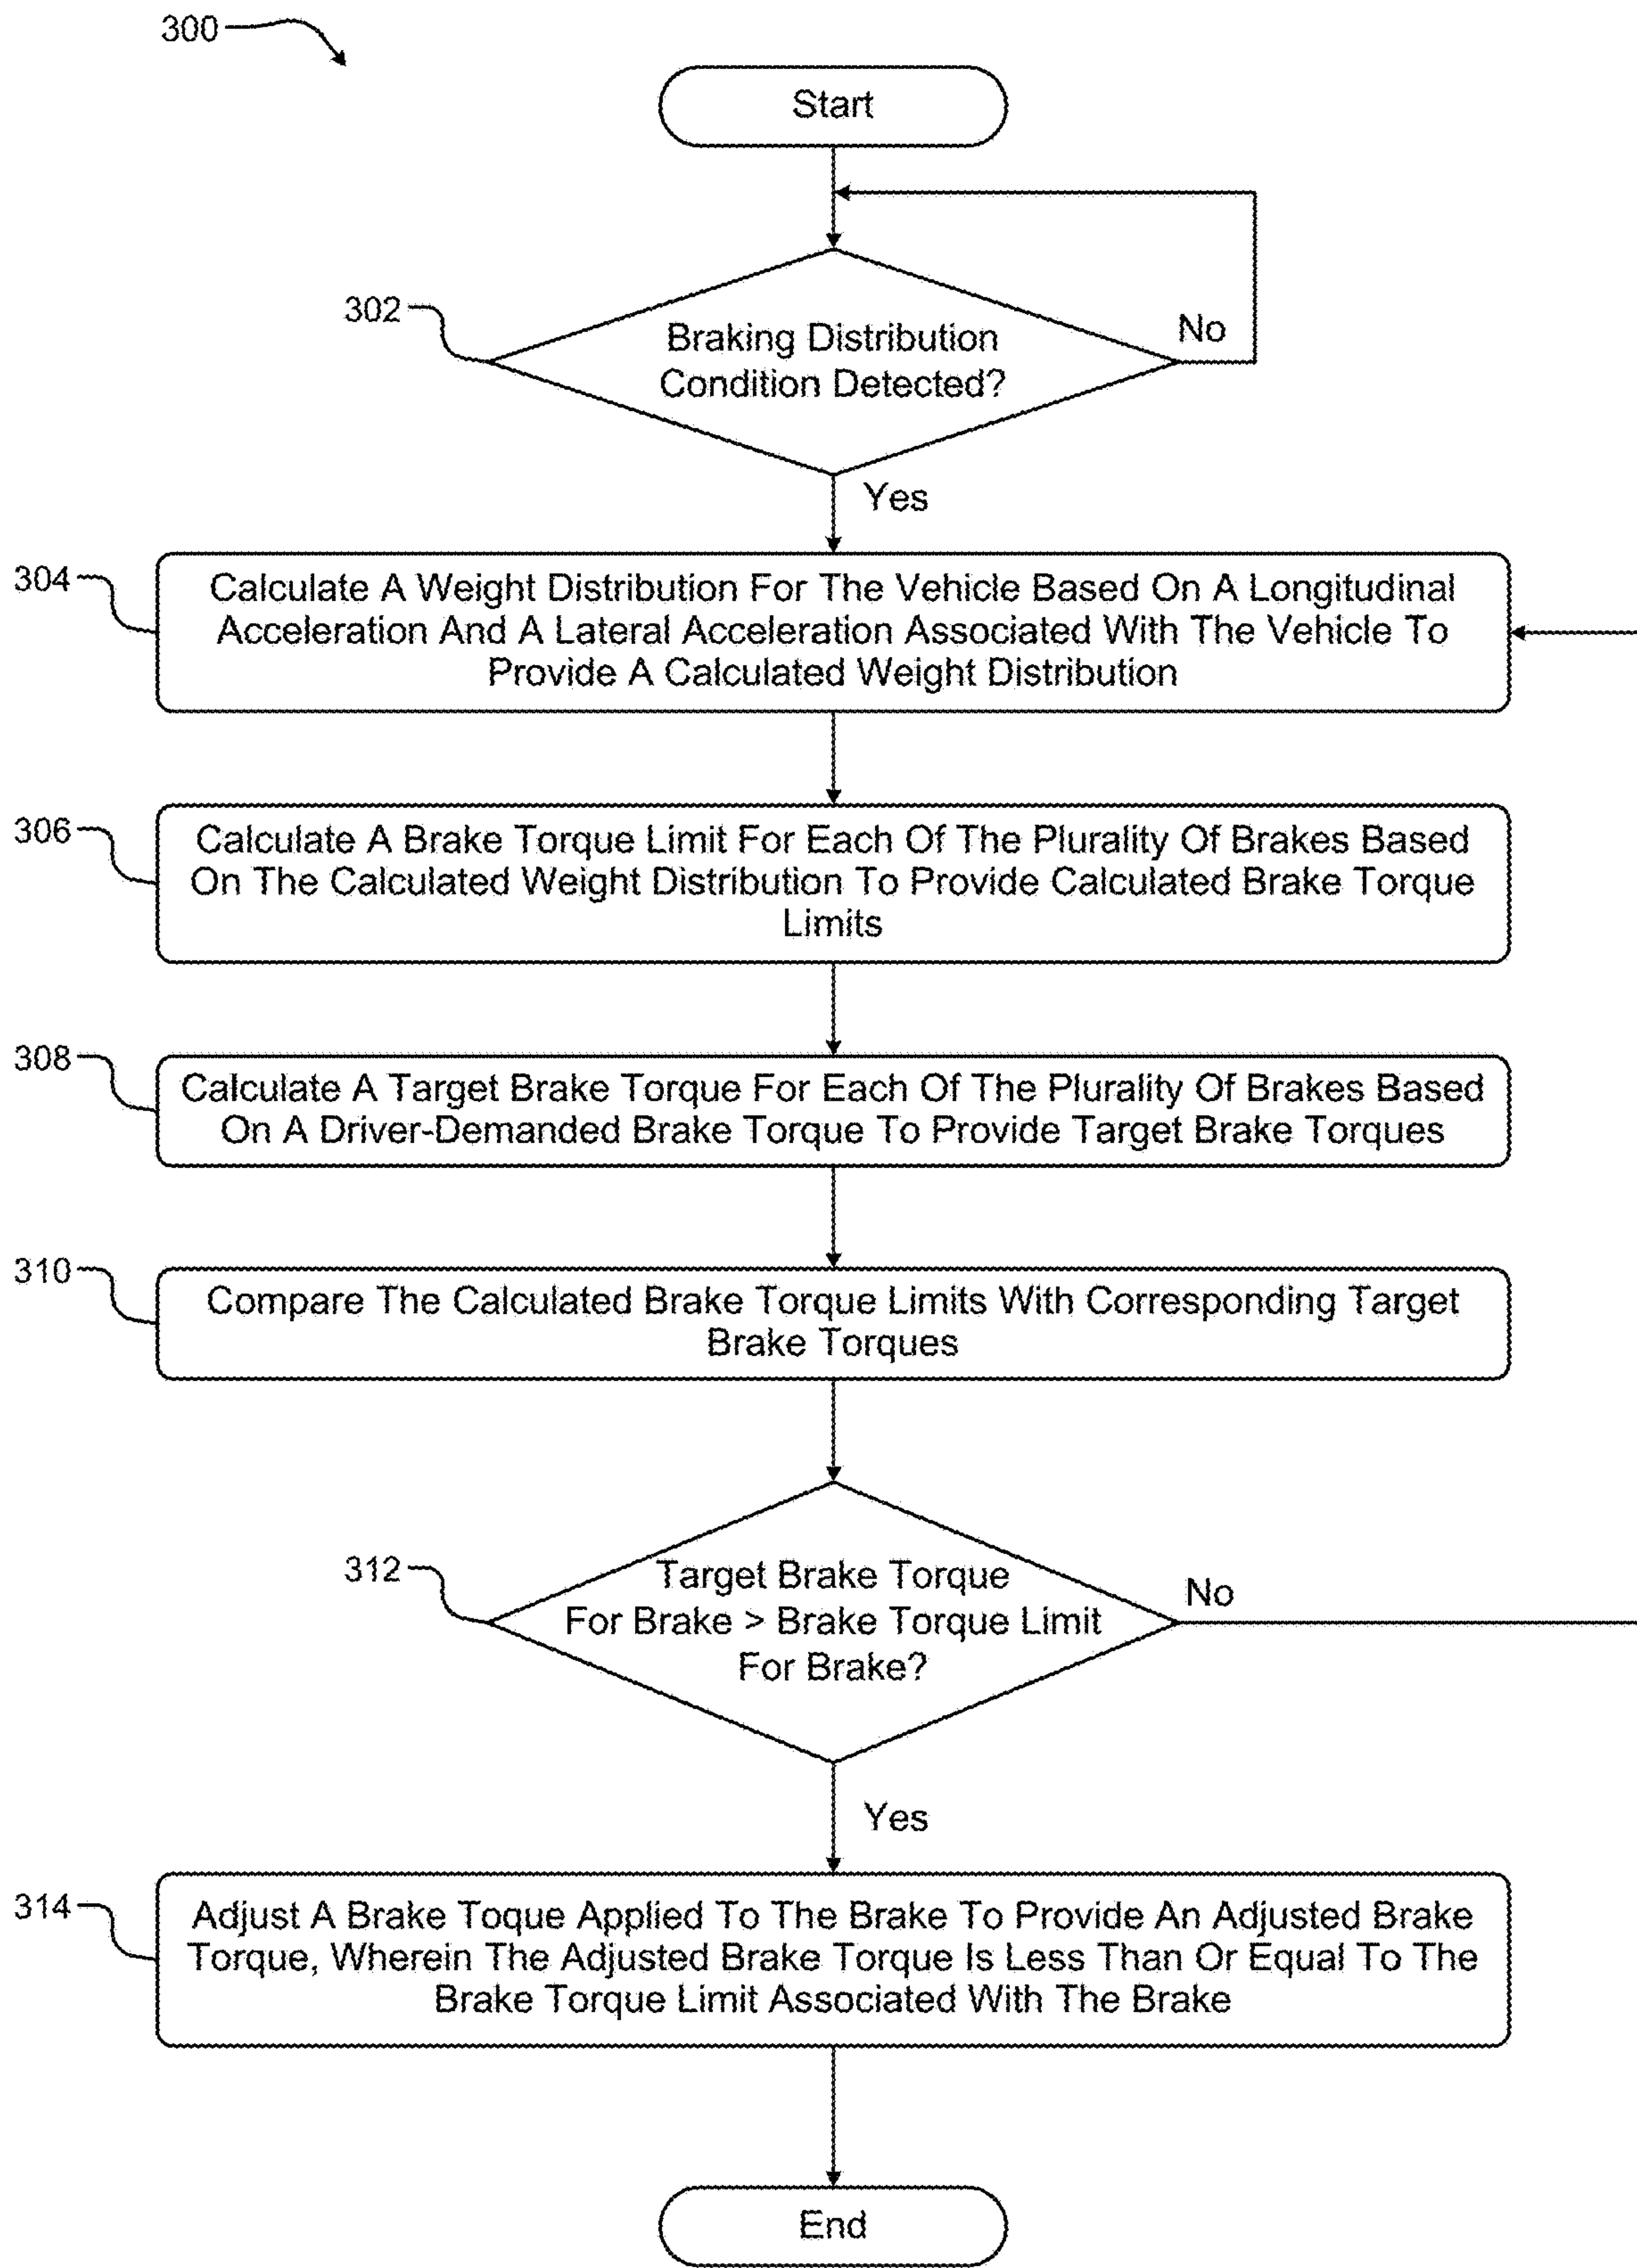 300
Start
302
Braking Distribution
Condition Detected?
No
Yes
304
Calculate A Weight Distribution For The Vehicle Based On A Longitudinal
Acceleration And A Lateral Acceleration Associated With The Vehicle To
Provide A Calculated Weight Distribution
306
Calculate A Brake Torque Limit For Each Of The Plurality Of Brakes Based
On The Calculated Weight Distribution To Provide Calculated Brake Torque
Limits
308
Calculate A Target Brake Torque For Each Of The Plurality Of Brakes Based
On A Driver-Demanded Brake Torque To Provide Target Brake Torques
310
Compare The Calculated Brake Torque Limits With Corresponding Target
Brake Torques
312
Target Brake Torque
For Brake > Brake Torque Limit
For Brake?
No
Yes
314
Adjust A Brake Toque Applied To The Brake To Provide An Adjusted Brake
Torque, Wherein The Adjusted Brake Torque Is Less Than Or Equal To The
Brake Torque Limit Associated With The Brake
End